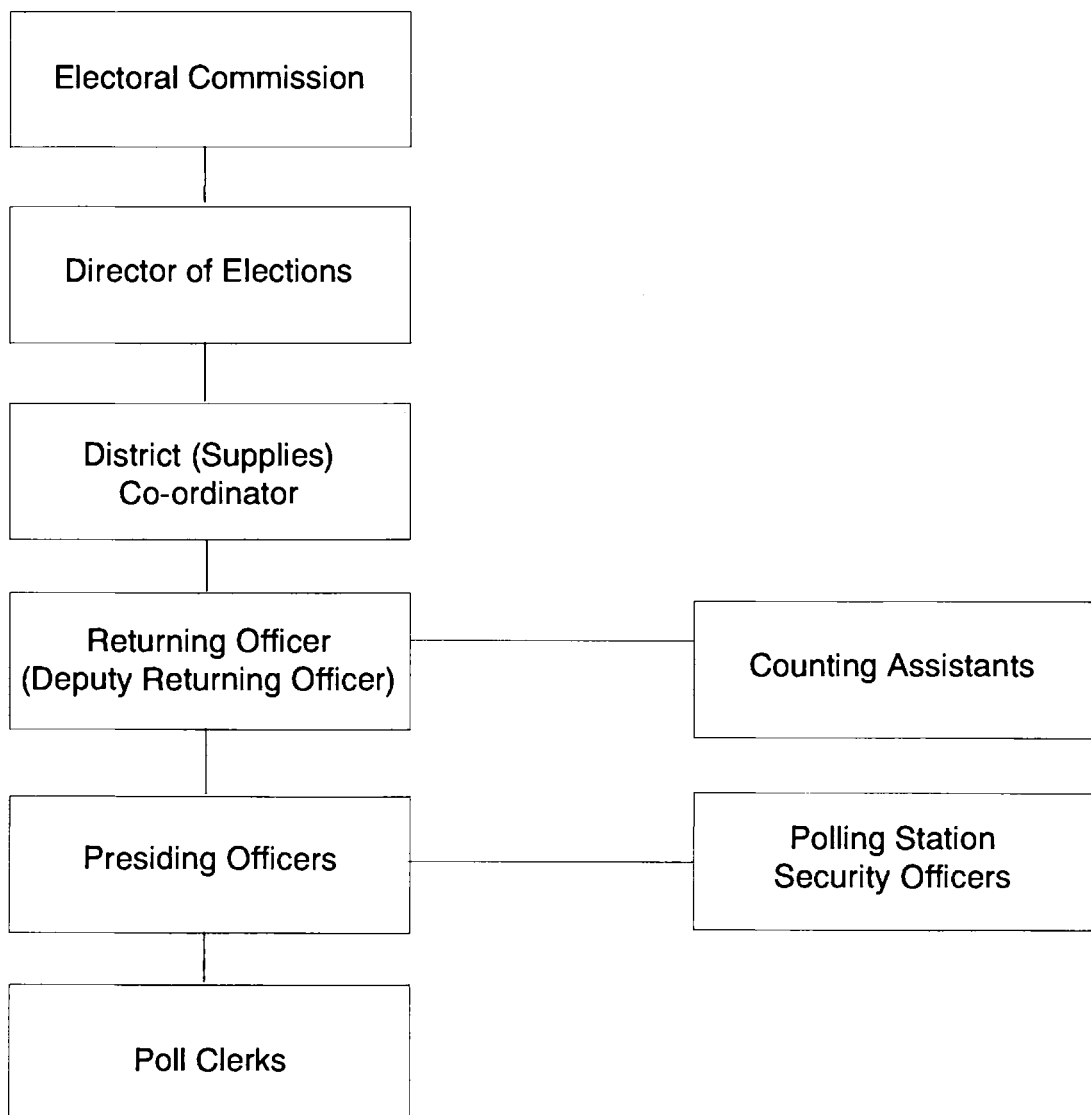 Electoral Commission
Director of Elections
District (Supplies)
Co-ordinator
Returning Officer
(Deputy Returning Officer)
Counting Assistants
Presiding Officers
Polling Station
Security Officers
Poll Clerks